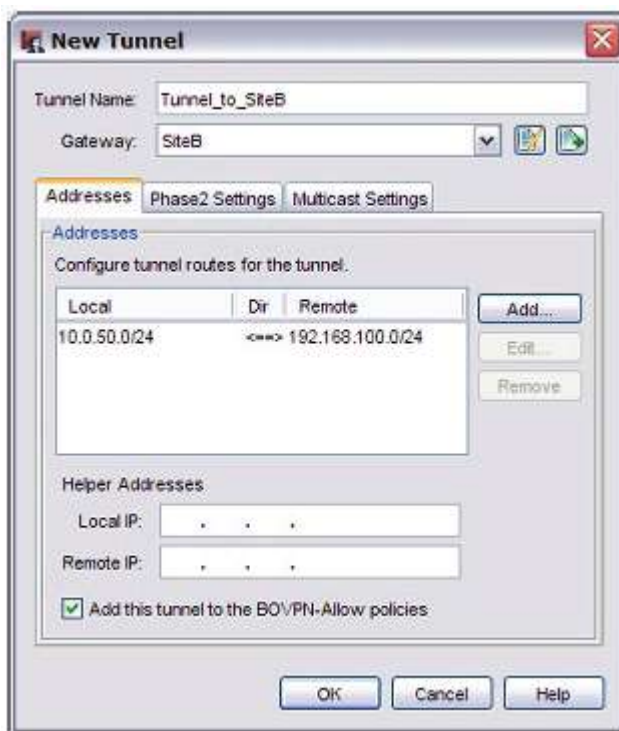 New Tunnel
Tunnel Name: Tunnel_to_SiteB
Gateway: SiteB
Addresses Phase2 Settings Multicast Settings
Addresses
Configure tunnel routes for the tunnel.
Local Dir Remote
10.0.50.0/24 <==> 192.168.100.0/24
Add...
Edit...
Remove
Helper Addresses
Local IP: . . .
Remote IP: . . .
Add this tunnel to the BOVPN-Allow policies
OK Cancel Help